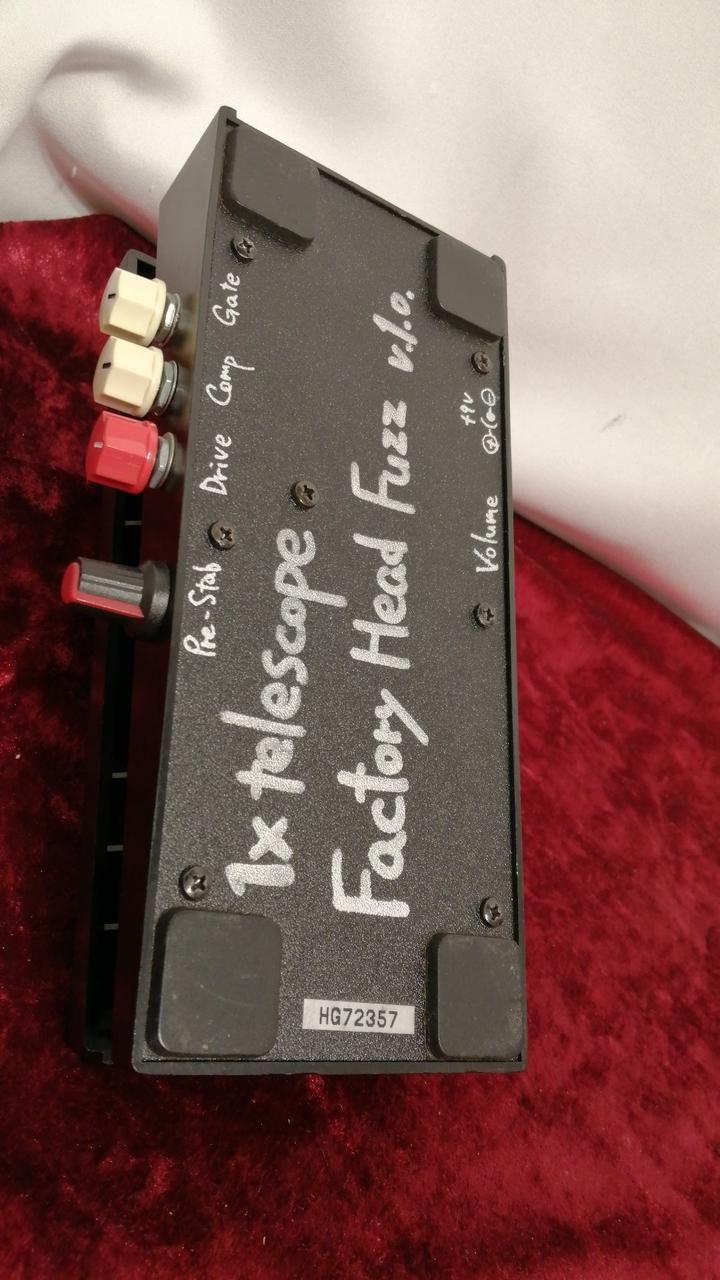 Pre-Stab Drive Comp Gate
1x telescope
Factory Head Fuzz v.1.0.
Volume +9V
⊕-C-⊖
HG72357